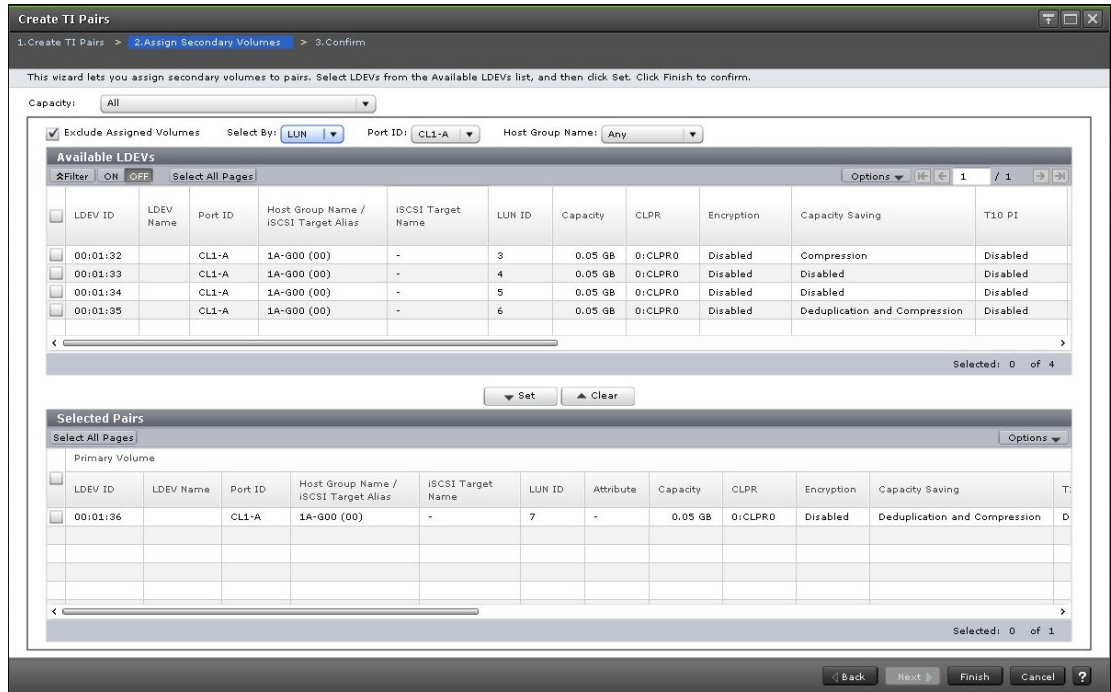 Create TI Pairs
1.Create TI Pairs > 2.Assign Secondary Volumes > 3.Confirm
This wizard lets you assign secondary volumes to pairs. Select LDEVs from the Available LDEVs list, and then click Set. Click Finish to confirm.
Capacity: All
Exclude Assigned Volumes Select By: LUN Port ID: CL1-A Host Group Name: Any
Available LDEVs
Filter ON OFF Select All Pages Options 1 / 1
LDEV ID LDEV Name Port ID Host Group Name / iSCSI Target Alias iSCSI Target Name LUN ID Capacity CLPR Encryption Capacity Saving T10 PI
00:01:32 CL1-A 1A-G00 (00) - 3 0.05 GB 0:CLPR0 Disabled Compression Disabled
00:01:33 CL1-A 1A-G00 (00) - 4 0.05 GB 0:CLPR0 Disabled Disabled Disabled
00:01:34 CL1-A 1A-G00 (00) - 5 0.05 GB 0:CLPR0 Disabled Disabled Disabled
00:01:35 CL1-A 1A-G00 (00) - 6 0.05 GB 0:CLPR0 Disabled Deduplication and Compression Disabled
Selected: 0 of 4
Set Clear
Selected Pairs
Select All Pages Options
Primary Volume
LDEV ID LDEV Name Port ID Host Group Name / iSCSI Target Alias iSCSI Target Name LUN ID Attribute Capacity CLPR Encryption Capacity Saving
00:01:36 CL1-A 1A-G00 (00) - 7 - 0.05 GB 0:CLPR0 Disabled Deduplication and Compression D
Selected: 0 of 1
Back Next Finish Cancel ?